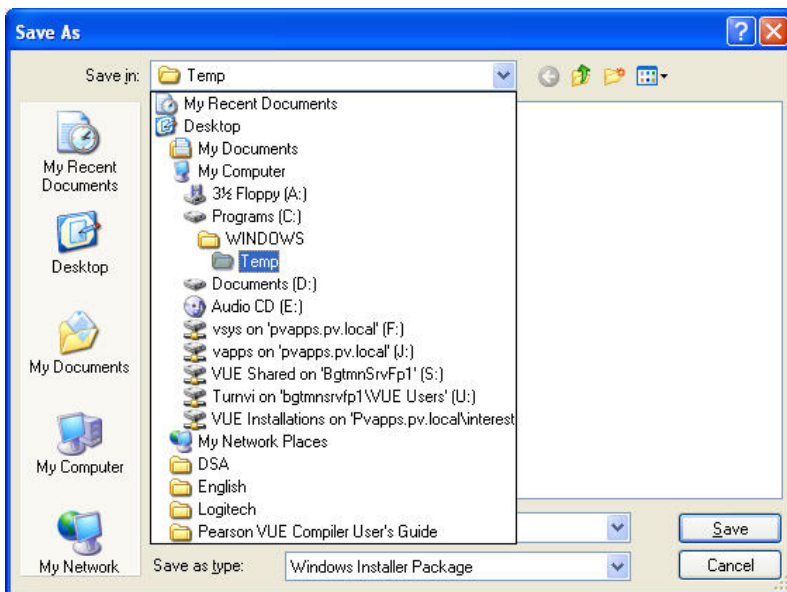 Save As
Save in:
Temp
My Recent Documents
Desktop
My Documents
My Computer
3½ Floppy (A:)
Programs (C:)
WINDOWS
Temp
Documents (D:)
Audio CD (E:)
vsys on 'pvapps.pv.local' (F:)
vapps on 'pvapps.pv.local' (J:)
VUE Shared on 'BgtmnSrvFp1' (S:)
Turnvi on 'bgtmnsrvfp1\VUE Users' (U:)
VUE Installations on 'Pvapps.pv.local\interest
My Network Places
DSA
English
Logitech
Pearson VUE Compiler User's Guide
My Recent
Documents
Desktop
My Documents
My Computer
My Network
Save as type:
Windows Installer Package
Save
Cancel